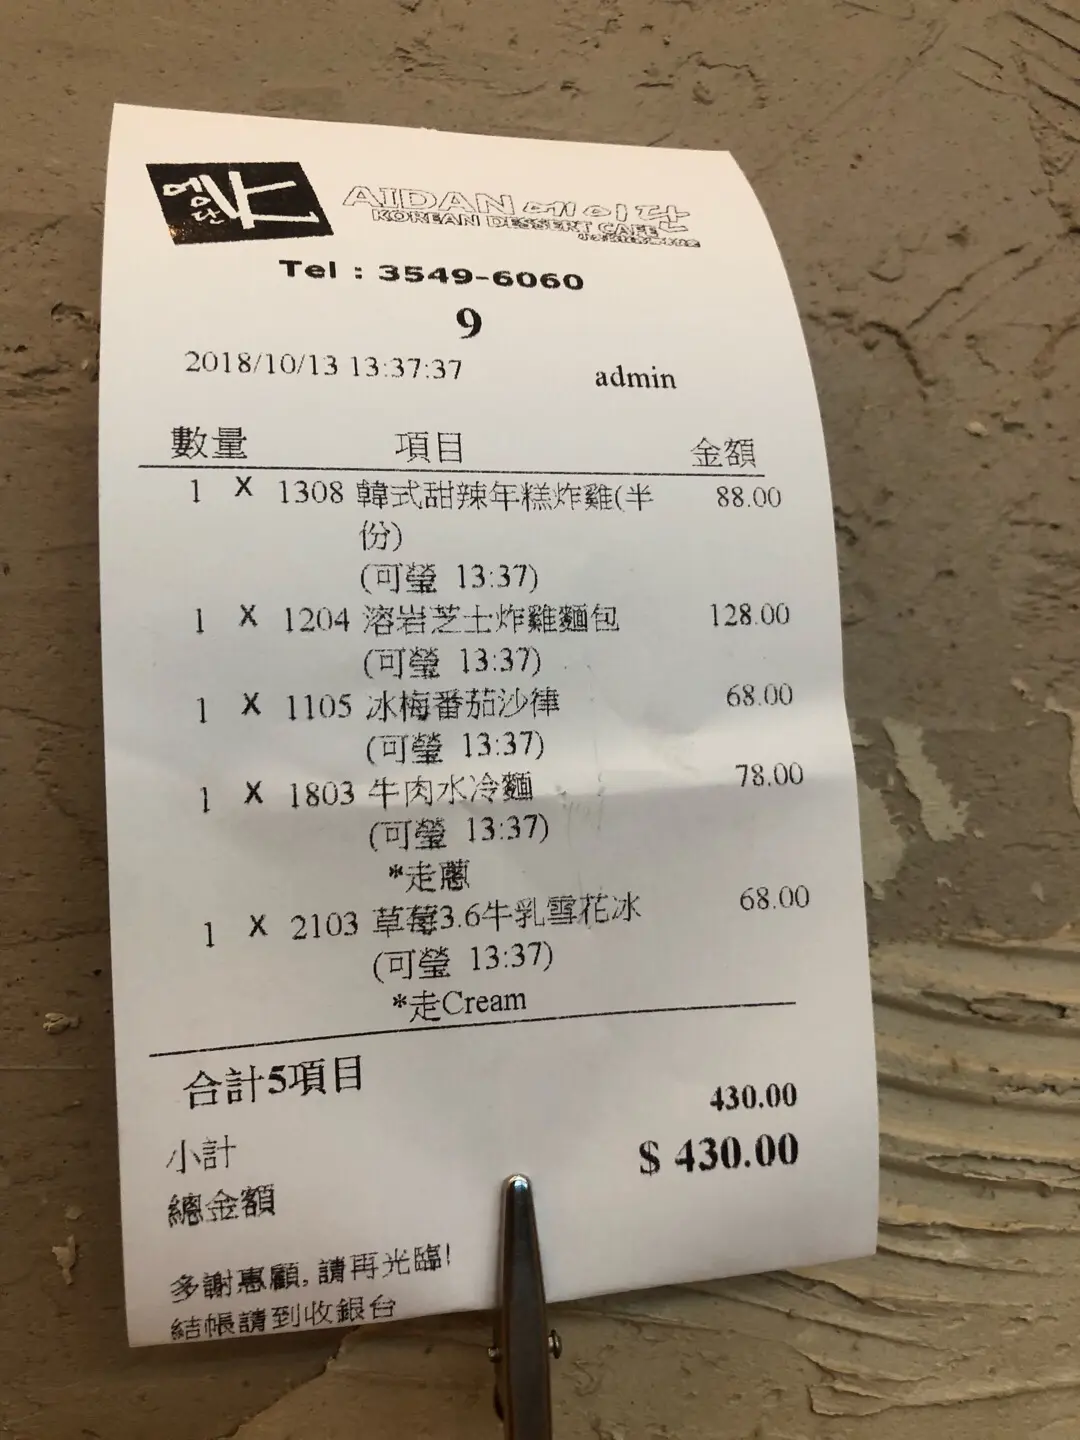 에이단 K
AIDAN 에이단
KOREAN DESSERT CAFE
Tel : 3549-6060
9
2018/10/13 13:37:37 admin
數量 項目 金額
1 X 1308 韓式甜辣年糕炸雞(半 88.00
份)
(可瑩 13:37)
1 X 1204 溶岩芝士炸雞麵包 128.00
(可瑩 13:37)
1 X 1105 冰梅番茄沙律 68.00
(可瑩 13:37)
1 X 1803 牛肉水冷麵 78.00
(可瑩 13:37)
*走蔥
1 X 2103 草莓3.6牛乳雪花冰 68.00
(可瑩 13:37)
*走Cream
合計5項目
小計 430.00
總金額 $ 430.00
多謝惠顧,請再光臨!
結帳請到收銀台